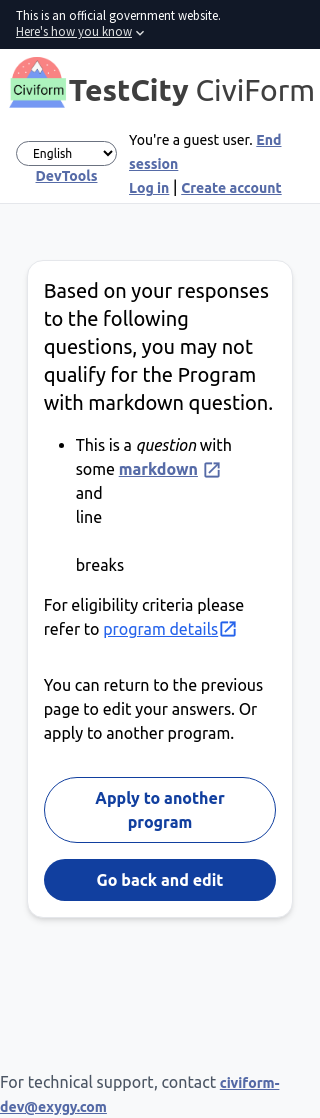 This is an official government website.
Here's how you know
Civiform
TestCity CiviForm
You're a guest user. End
session
English
DevTools
Log in | Create account
Based on your responses
to the following
questions, you may not
qualify for the Program
with markdown question.
• This is a question with
some markdown
and
line
breaks
For eligibility criteria please
refer to program details
You can return to the previous
page to edit your answers. Or
apply to another program.
Apply to another
program
Go back and edit
For technical support, contact civiform-
dev@exygy.com